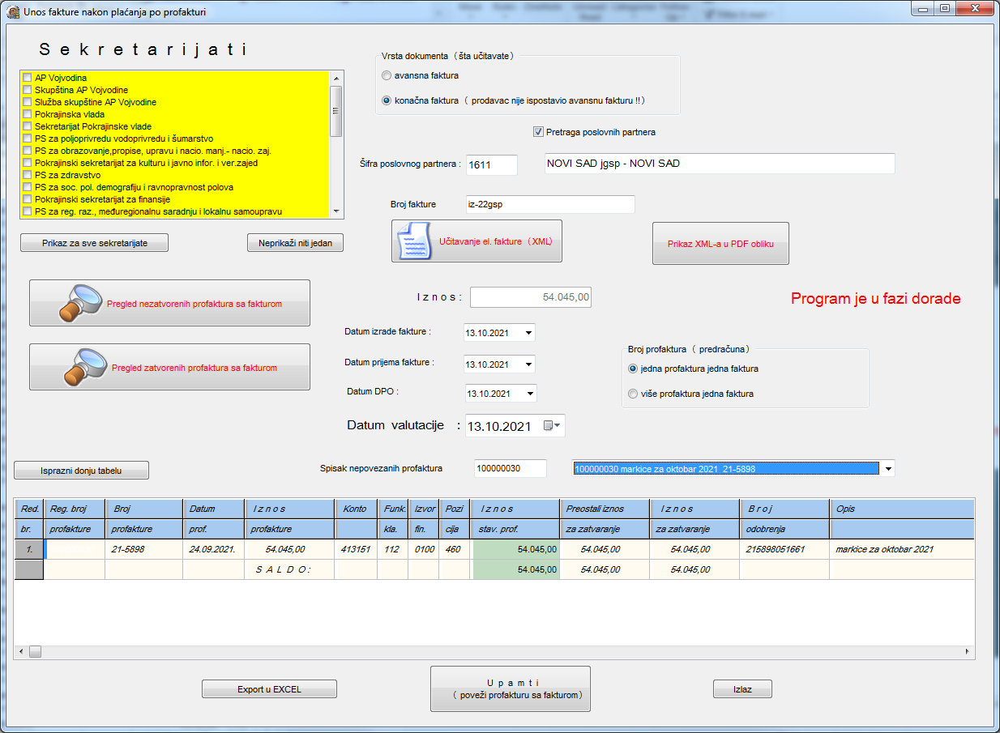 Unos fakture nakon plaćanja po profakturi
S e k r e t a r i j a t i
AP Vojvodina
Skupština AP Vojvodine
Služba skupštine AP Vojvodine
Pokrajinska vlada
Sekretarijat Pokrajinske vlade
PS za poljoprivredu vodoprivredu i šumarstvo
PS za obrazovanje,propise, upravu i nacio. manj.- nacio. zaj.
Pokrajinski sekretarijat za kulturu i javno infor. i ver.zajed
PS za zdravstvo
PS za soc. pol. demografiju i ravnopravnost polova
Pokrajinski sekretarijat za finansije
PS za reg. raz., međuregionalnu saradnju i lokalnu samoupravu
Prikaz za sve sekretarijate
Neprikaži niti jedan
Pregled nezatvorenih profaktura sa fakturom
Pregled zatvorenih profaktura sa fakturom
Vrsta dokumenta ( šta učitavate )
avansna faktura
konačna faktura ( prodavac nije ispostavio avansnu fakturu !! )
Pretraga poslovnih partnera
Šifra poslovnog partnera : 1611 NOVI SAD jgsp - NOVI SAD
Broj fakture iz-22gsp
Učitavanje el. fakture (XML)
Prikaz XML-a u PDF obliku
I z n o s : 54.045,00
Program je u fazi dorade
Datum izrade fakture : 13.10.2021
Datum prijema fakture : 13.10.2021
Datum DPO : 13.10.2021
Datum valutacije : 13.10.2021
Broj profaktura ( predračuna )
jedna profaktura jedna faktura
više profaktura jedna faktura
Isprazni donju tabelu
Spisak nepovezanih profaktura 100000030 100000030 markice za oktobar 2021 21-5898
Red. Reg. broj Broj Datum I z n o s Konto Funk. Izvor Pozi I z n o s Preostali iznos I z n o s B r o j Opis
br. profakture profakture prof. profakture kla. fin. cija stav. prof. za zatvaranje za zatvaranje odobrenja
1. 21-5898 24.09.2021. 54.045,00 413151 112 0100 460 54.045,00 54.045,00 54.045,00 215898051661 markice za oktobar 2021
S A L D O : 54.045,00 54.045,00 54.045,00
Export u EXCEL
U p a m t i
( poveži profakturu sa fakturom )
Izlaz